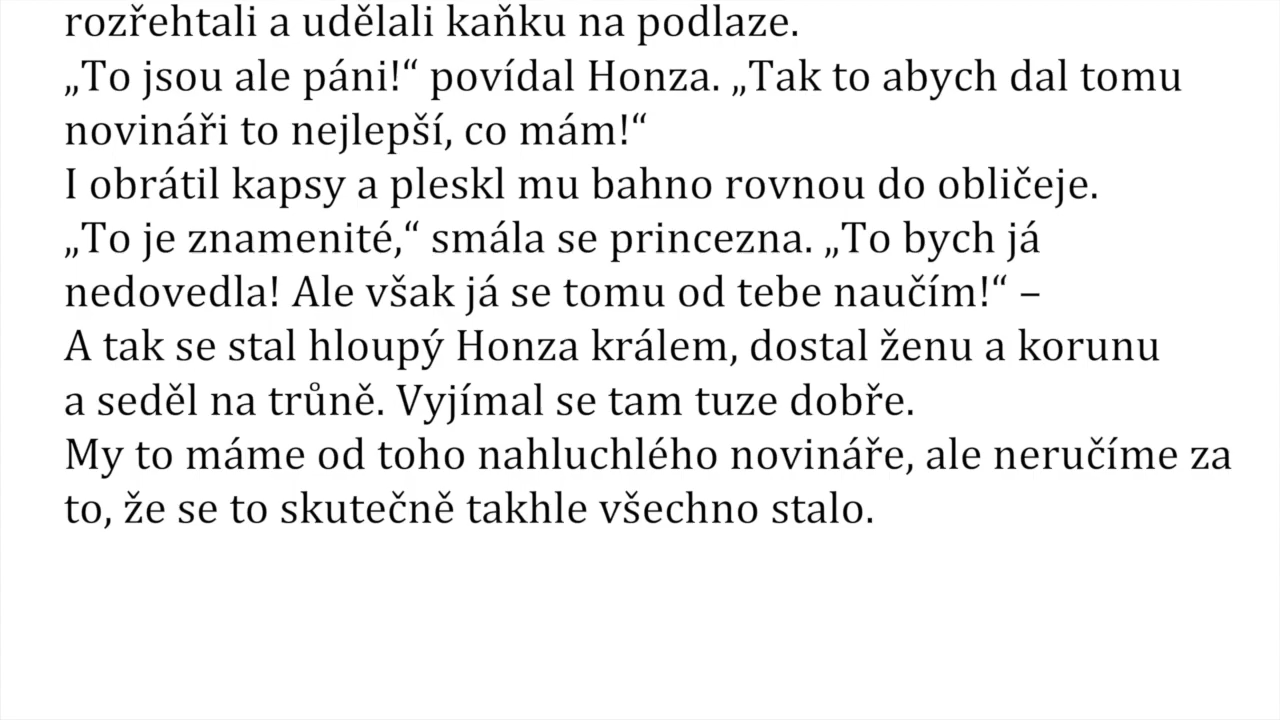 rozřehtali a udělali kaňku na podlaze.
„To jsou ale páni!“ povídal Honza. „Tak to abych dal tomu
novináři to nejlepší, co mám!“
I obrátil kapsy a pleskl mu bahno rovnou do obličeje.
„To je znamenité,“ smála se princezna. „To bych já
nedovedla! Ale však já se tomu od tebe naučím!“ –
A tak se stal hloupý Honza králem, dostal ženu a korunu
a seděl na trůně. Vyjímal se tam tuze dobře.
My to máme od toho nahluchlého novináře, ale neručíme za
to, že se to skutečně takhle všechno stalo.